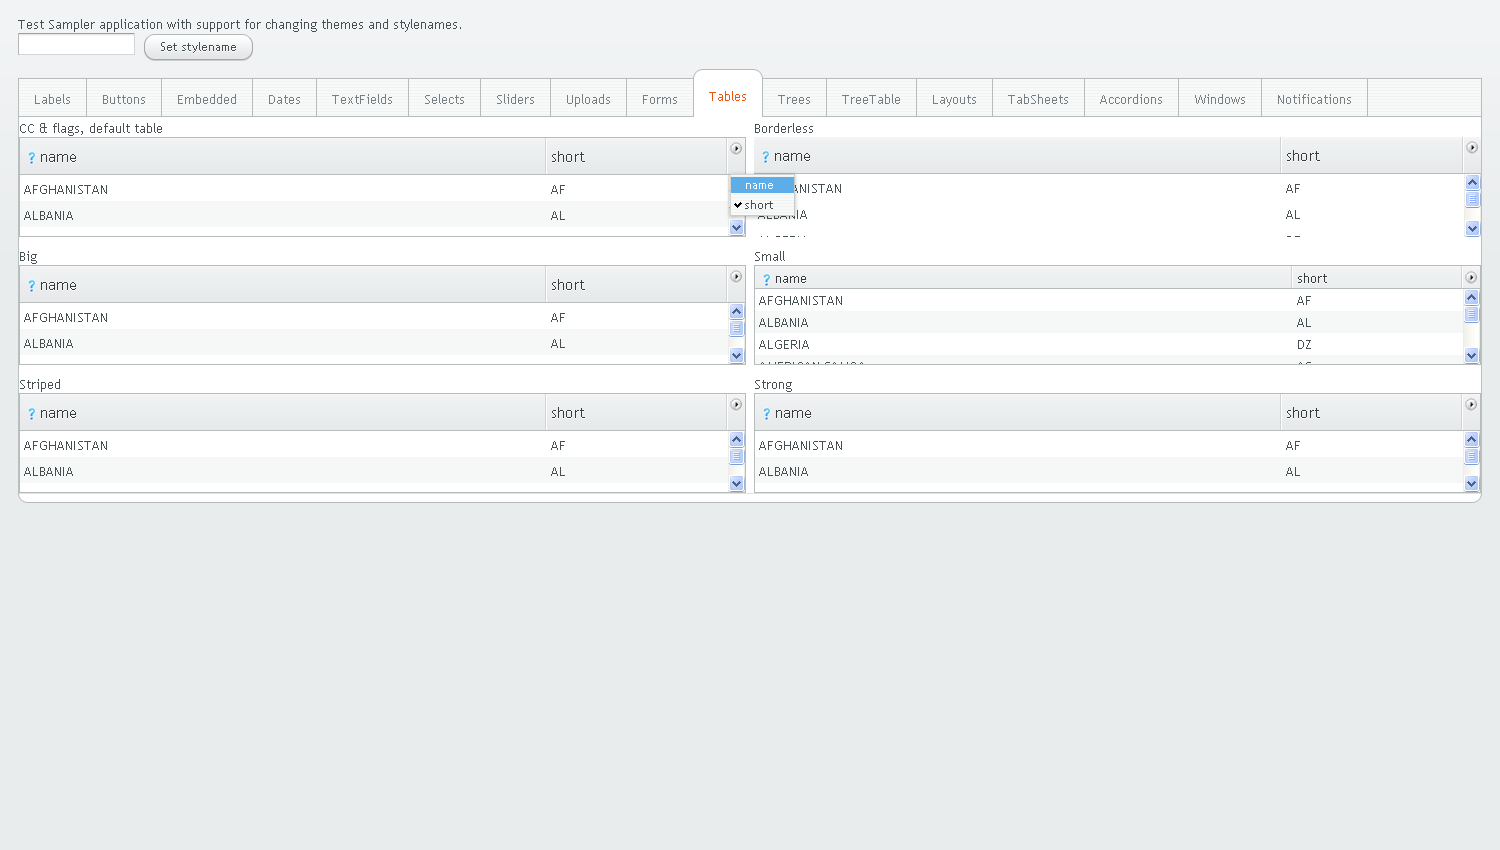 Test Sampler application with support for changing themes and stylenames.
Set stylename
Labels Buttons Embedded Dates TextFields Selects Sliders Uploads Forms Tables Trees TreeTable Layouts TabSheets Accordions Windows Notifications
CC & flags, default table
? name short
AFGHANISTAN AF
ALBANIA AL
name
short
Borderless
? name short
AF
ALBANIA AL
Big
? name short
AFGHANISTAN AF
ALBANIA AL
Small
? name short
AFGHANISTAN AF
ALBANIA AL
ALGERIA DZ
Striped
? name short
AFGHANISTAN AF
ALBANIA AL
Strong
? name short
AFGHANISTAN AF
ALBANIA AL